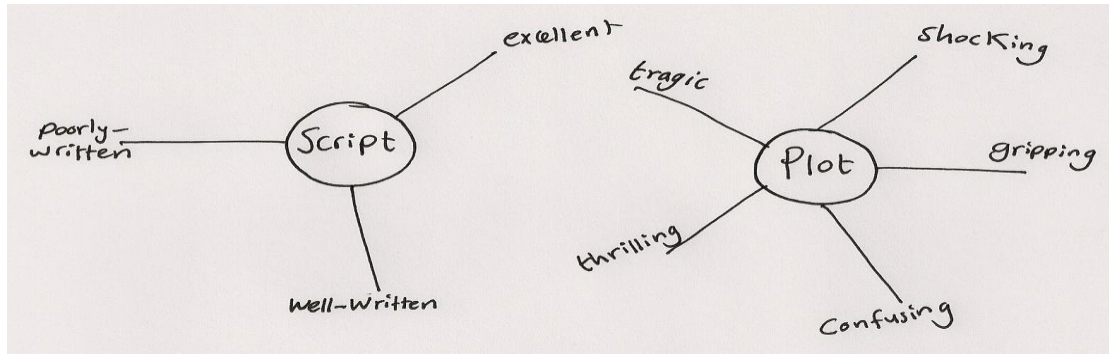 excellent
poorly-
written
Script
well-written
shocking
tragic
gripping
Plot
thrilling
confusing